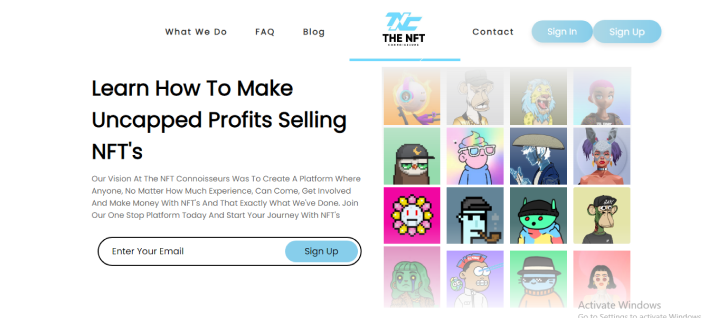 What We Do
FAQ
Blog
TNC
THE NFT
CONNOISSEURS
Contact
Sign In
Sign Up
Learn How To Make
Uncapped Profits Selling
NFT's
Our Vision At The NFT Connoisseurs Was To Create A Platform Where
Anyone, No Matter How Much Experience, Can Come, Get Involved
And Make Money With NFT's And That Exactly What We've Done. Join
Our One Stop Platform Today And Start Your Journey With NFT's
Enter Your Email
Sign Up
Activate Windows
Go to Settings to activate Windows